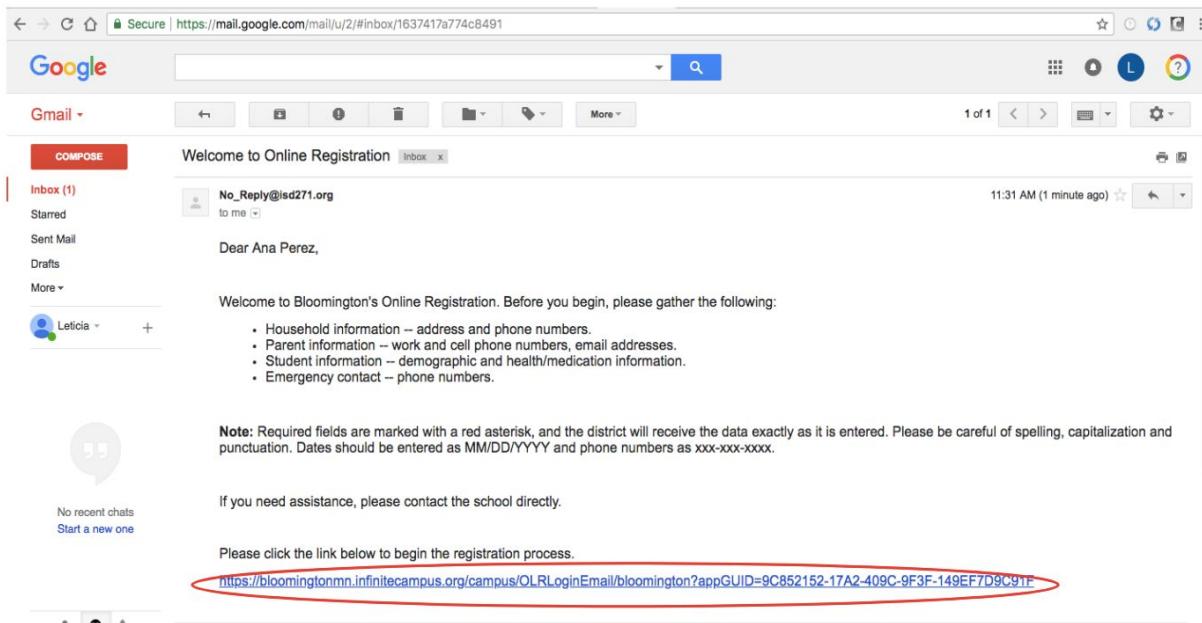 Secure | https://mail.google.com/mail/u/2/#inbox/1637417a774c8491
Google
L
?
Gmail
More
1 of 1
COMPOSE
Welcome to Online Registration Inbox x
Inbox (1)
Starred
Sent Mail
Drafts
More
Leticia
+
No_Reply@isd271.org
11:31 AM (1 minute ago)
to me
Dear Ana Perez,
Welcome to Bloomington's Online Registration. Before you begin, please gather the following:
• Household information -- address and phone numbers.
• Parent information -- work and cell phone numbers, email addresses.
• Student information -- demographic and health/medication information.
• Emergency contact -- phone numbers.
Note: Required fields are marked with a red asterisk, and the district will receive the data exactly as it is entered. Please be careful of spelling, capitalization and
punctuation. Dates should be entered as MM/DD/YYYY and phone numbers as xxx-xxx-xxxx.
If you need assistance, please contact the school directly.
No recent chats
Start a new one
Please click the link below to begin the registration process.
https://bloomingtonmn.infinitecampus.org/campus/OLRLoginEmail/bloomington?appGUID=9C852152-17A2-409C-9F3F-149EF7D9C91F